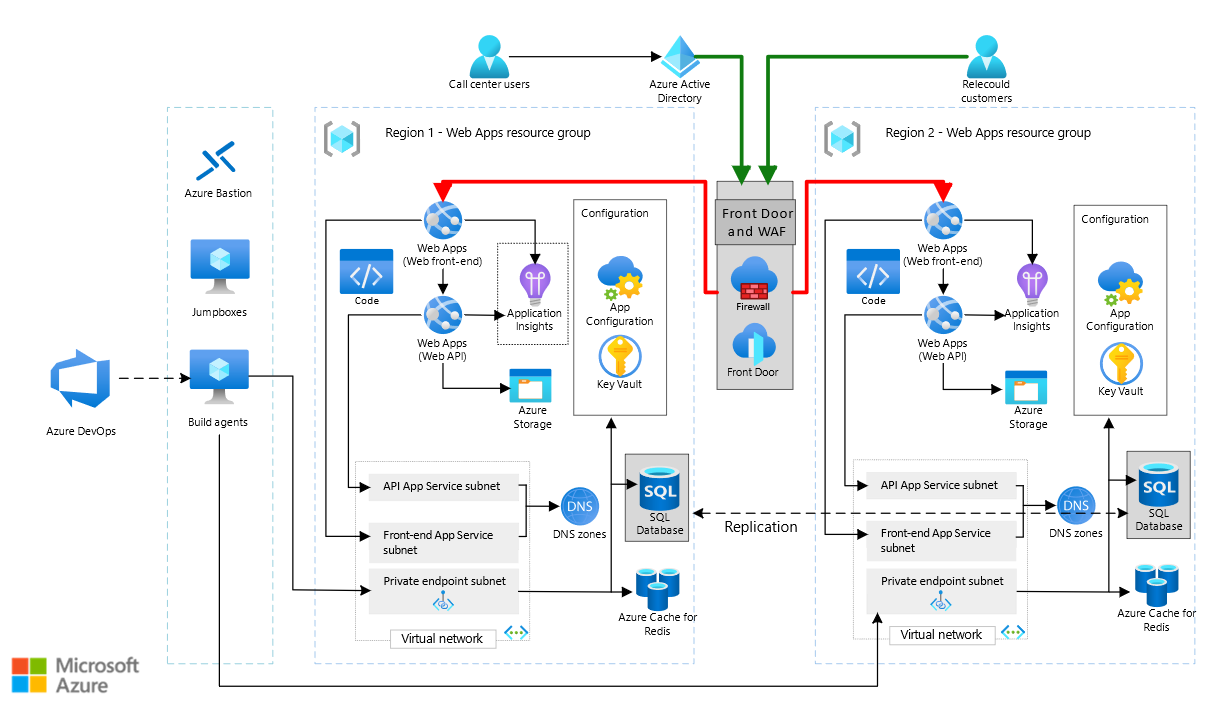 Call center users
Azure Active
Directory
Relecould
customers
Region 1 - Web Apps resource group
Region 2 - Web Apps resource group
Azure Bastion
Jumpboxes
Azure DevOps
Build agents
Web Apps
(Web front-end)
Code
Application
Insights
Web Apps
(Web API)
Azure
Storage
Configuration
App
Configuration
Key Vault
Front Door
and WAF
Firewall
Front Door
API App Service subnet
Front-end App Service
subnet
Private endpoint subnet
Virtual network
DNS
DNS zones
SQL
SQL
Database
Azure Cache for
Redis
Replication
Web Apps
(Web front-end)
Code
Application
Insights
Web Apps
(Web API)
Azure
Storage
Configuration
App
Configuration
Key Vault
API App Service subnet
Front-end App Service
subnet
Private endpoint subnet
Virtual network
DNS
DNS zones
SQL
SQL
Database
Azure Cache for
Redis
Microsoft
Azure